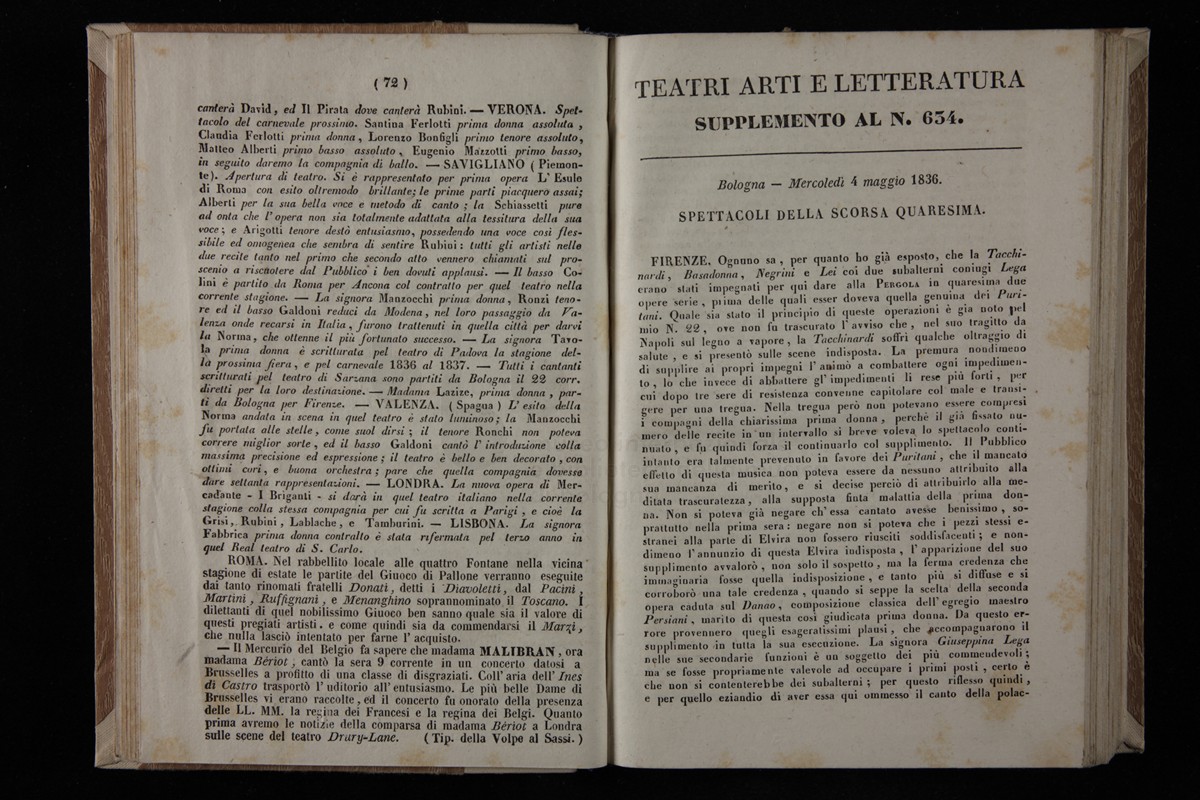 ( 72 )
canterà David, ed Il Pirata dove canterà Rubini. — VERONA. Spet-
tacolo del carnevale prossimo. Santina Ferlotti prima donna assoluta ,
Claudia Ferlotti prima donna , Lorenzo Bonfigli primo tenore assoluto,
Matteo Alberti primo basso assoluto , Eugenio Mazzotti primo basso,
in seguito daremo la compagnia di ballo. — SAVIGLIANO ( Piemon-
te). Apertura di teatro. Si è rappresentato per prima opera L' Esule
di Roma con esito oltremodo brillante; le prime parti piacquero assai;
Alberti per la sua bella voce e metodo di canto ; la Schiassetti pure
ad onta che l' opera non sia totalmente adattata alla tessitura della sua
voce ; e Arigotti tenore destò entusiasmo, possedendo una voce così fles-
sibile ed omogenea che sembra di sentire Rubini : tutti gli artisti nelle
due recite tanto nel primo che secondo atto vennero chiamati sul pro-
scenio a riscuotere dal Pubblico i ben dovuti applausi. — Il basso Co-
lini è partito da Roma per Ancona col contratto per quel teatro nella
corrente stagione. — La signora Manzocchi prima donna , Ronzi teno-
re ed il basso Galdoni reduci da Modena , nel loro passaggio da Va-
lenza onde recarsi in Italia , furono trattenuti in quella città per darvi
la Norma, che ottenne il più fortunato successo. — La signora Tavo-
la prima donna è scritturata pel teatro di Padova la stagione del-
la prossima fiera , e pel carnevale 1836 al 1837. — Tutti i cantanti
scritturati pel teatro di Sarzana sono partiti da Bologna il 22 corr.
diretti per la loro destinazione. — Madama Lazize, prima donna , par-
ti da Bologna per Firenze. — VALENZA. ( Spagna ) L' esito della
Norma andata in scena in quel teatro è stato luminoso ; la Manzocchi
fu portata alle stelle , come suol dirsi ; il tenore Ronchi non poteva
correre miglior sorte , ed il basso Galdoni cantò l' introduzione colla
massima precisione ed espressione ; il teatro è bello e ben decorato , con
ottimi cori , e buona orchestra ; pare che quella compagnia dovesse
dare settanta rappresentazioni. — LONDRA. La nuova opera di Mer-
cadante - I Briganti - si darà in quel teatro italiano nella corrente
stagione colla stessa compagnia per cui fu scritta a Parigi , e cioè la
Grisi , Rubini , Lablache , e Tamburini. — LISBONA. La signora
Fabbrica prima donna contralto è stata rifermata pel terzo anno in
quel Real teatro di S. Carlo.
ROMA. Nel rabbellito locale alle quattro Fontane nella vicina
stagione di estate le partite del Giuoco di Pallone verranno eseguite
dai tanto rinomati fratelli Donati, detti i Diavoletti, dal Pacini,
Martini , Ruffignani , e Menanghino soprannominato il Toscano. I
dilettanti di quel nobilissimo Giuoco ben sanno quale sia il valore di
questi pregiati artisti. e come quindi sia da commendarsi il Marzi,
che nulla lasciò intentato per farne l' acquisto.
— Il Mercurio del Belgio fa sapere che madama MALIBRAN, ora
madama Bériot, cantò la sera 9 corrente in un concerto datosi a
Brusselles a profitto di una classe di disgraziati. Coll' aria dell' Ines
di Castro trasportò l' uditorio all' entusiasmo. Le più belle Dame di
Brusselles vi erano raccolte, ed il concerto fu onorato della presenza
delle LL. MM. la regina dei Francesi e la regina dei Belgi. Quanto
prima avremo le notizie della comparsa di madama Bériot a Londra
sulle scene del teatro Drury-Lane. ( Tip. della Volpe al Sassi. )
TEATRI ARTI E LETTERATURA
SUPPLEMENTO AL N. 634.
Bologna — Mercoledì 4 maggio 1836.
SPETTACOLI DELLA SCORSA QUARESIMA.
FIRENZE. Ognuno sa , per quanto ho già esposto, che la Tacchi-
nardi , Basadonna , Negrini e Lei coi due subalterni coniugi Lega
erano stati impegnati per qui dare alla PERGOLA in quaresima due
opere serie , prima delle quali esser doveva quella genuina dei Puri-
tani. Quale sia stato il principio di queste operazioni è già noto pel
mio N. 22 , ove non fu trascurato l' avviso che , nel suo tragitto da
Napoli sul legno a vapore , la Tacchinardi soffrì qualche oltraggio di
salute , e si presentò sulle scene indisposta. La premura nondimeno
di supplire ai propri impegni l' animò a combattere ogni impedimen-
to , lo che invece di abbattere gl' impedimenti li rese più forti , per
cui dopo tre sere di resistenza convenne capitolare col male e transi-
gere per una tregua. Nella tregua però non potevano essere compresi
i compagni della chiarissima prima donna , perchè il già fissato nu-
mero delle recite in un intervallo sì breve voleva lo spettacolo conti-
nuato , e fu quindi forza il continuarlo col supplimento. Il Pubblico
intanto era talmente prevenuto in favore dei Puritani , che il mancato
effetto di questa musica non poteva essere da nessuno attribuito alla
sua mancanza di merito , e si decise perciò di attribuirlo alla me-
ditata trascuratezza , alla supposta finta malattia della prima don-
na. Non si poteva già negare ch' essa cantato avesse benissimo , so-
prattutto nella prima sera : negare non si poteva che i pezzi stessi e-
stranei alla parte di Elvira non fossero riusciti soddisfacenti ; e non-
dimeno l' annunzio di questa Elvira indisposta , l' apparizione del suo
supplimento avvalorò , non solo il sospetto , ma la ferma credenza che
immaginaria fosse quella indisposizione , e tanto più si diffuse e si
corroborò una tale credenza , quando si seppe la scelta della seconda
opera caduta sul Danao , composizione classica dell' egregio maestro
Persiani , marito di questa così giudicata prima donna. Da questo er-
rore provennero quegli esageratissimi plausi , che accompagnarono il
supplimento in tutta la sua esecuzione. La signora Giuseppina Lega
nelle sue secondarie funzioni è un soggetto dei più commendevoli ;
ma se fosse propriamente valevole ad occupare i primi posti , certo è
che non si contenterebbe dei subalterni ; per questo riflesso quindi ,
e per quello eziandio di aver essa qui ommesso il canto della polac-